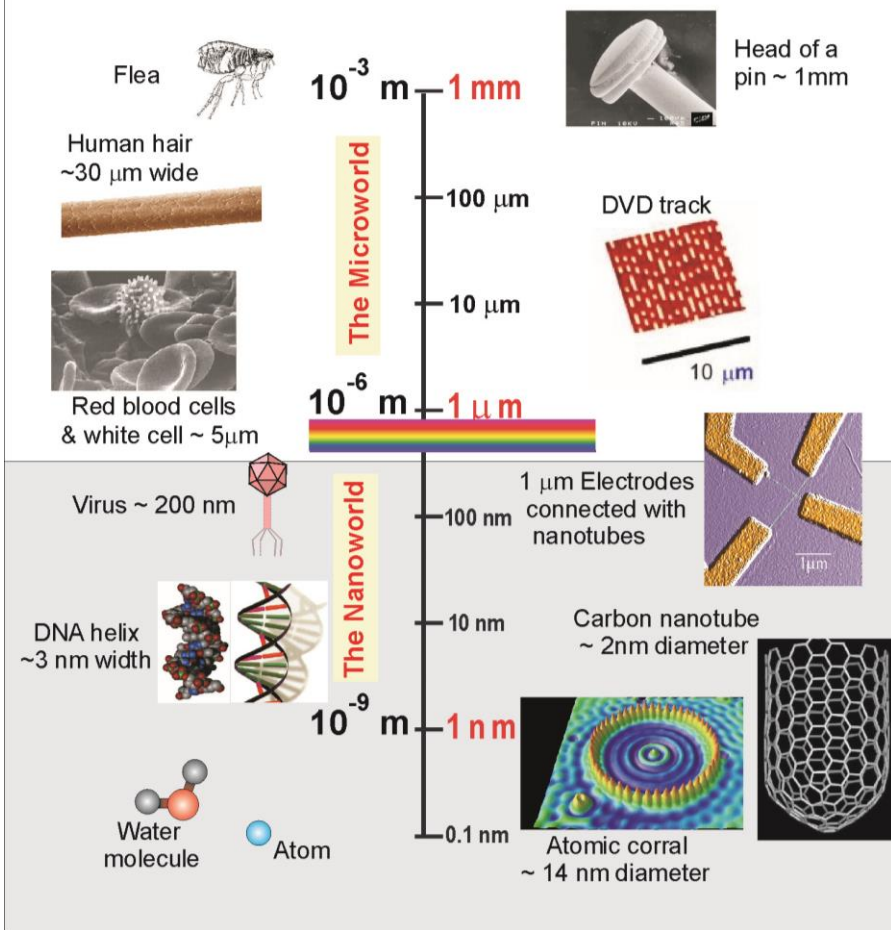 Flea
10-3 m
1 mm
Head of a
pin ~ 1mm
Human hair
~30 μm wide
The Microworld
100 μm
DVD track
10 μm
10 μm
10-6 m
1 μm
Red blood cells
& white cell ~ 5μm
Virus ~ 200 nm
The Nanoworld
100 nm
1 μm Electrodes
connected with
nanotubes
1μm
DNA helix
~3 nm width
10 nm
Carbon nanotube
~ 2nm diameter
10-9 m
1 nm
Water
molecule
Atom
0.1 nm
Atomic corral
~ 14 nm diameter